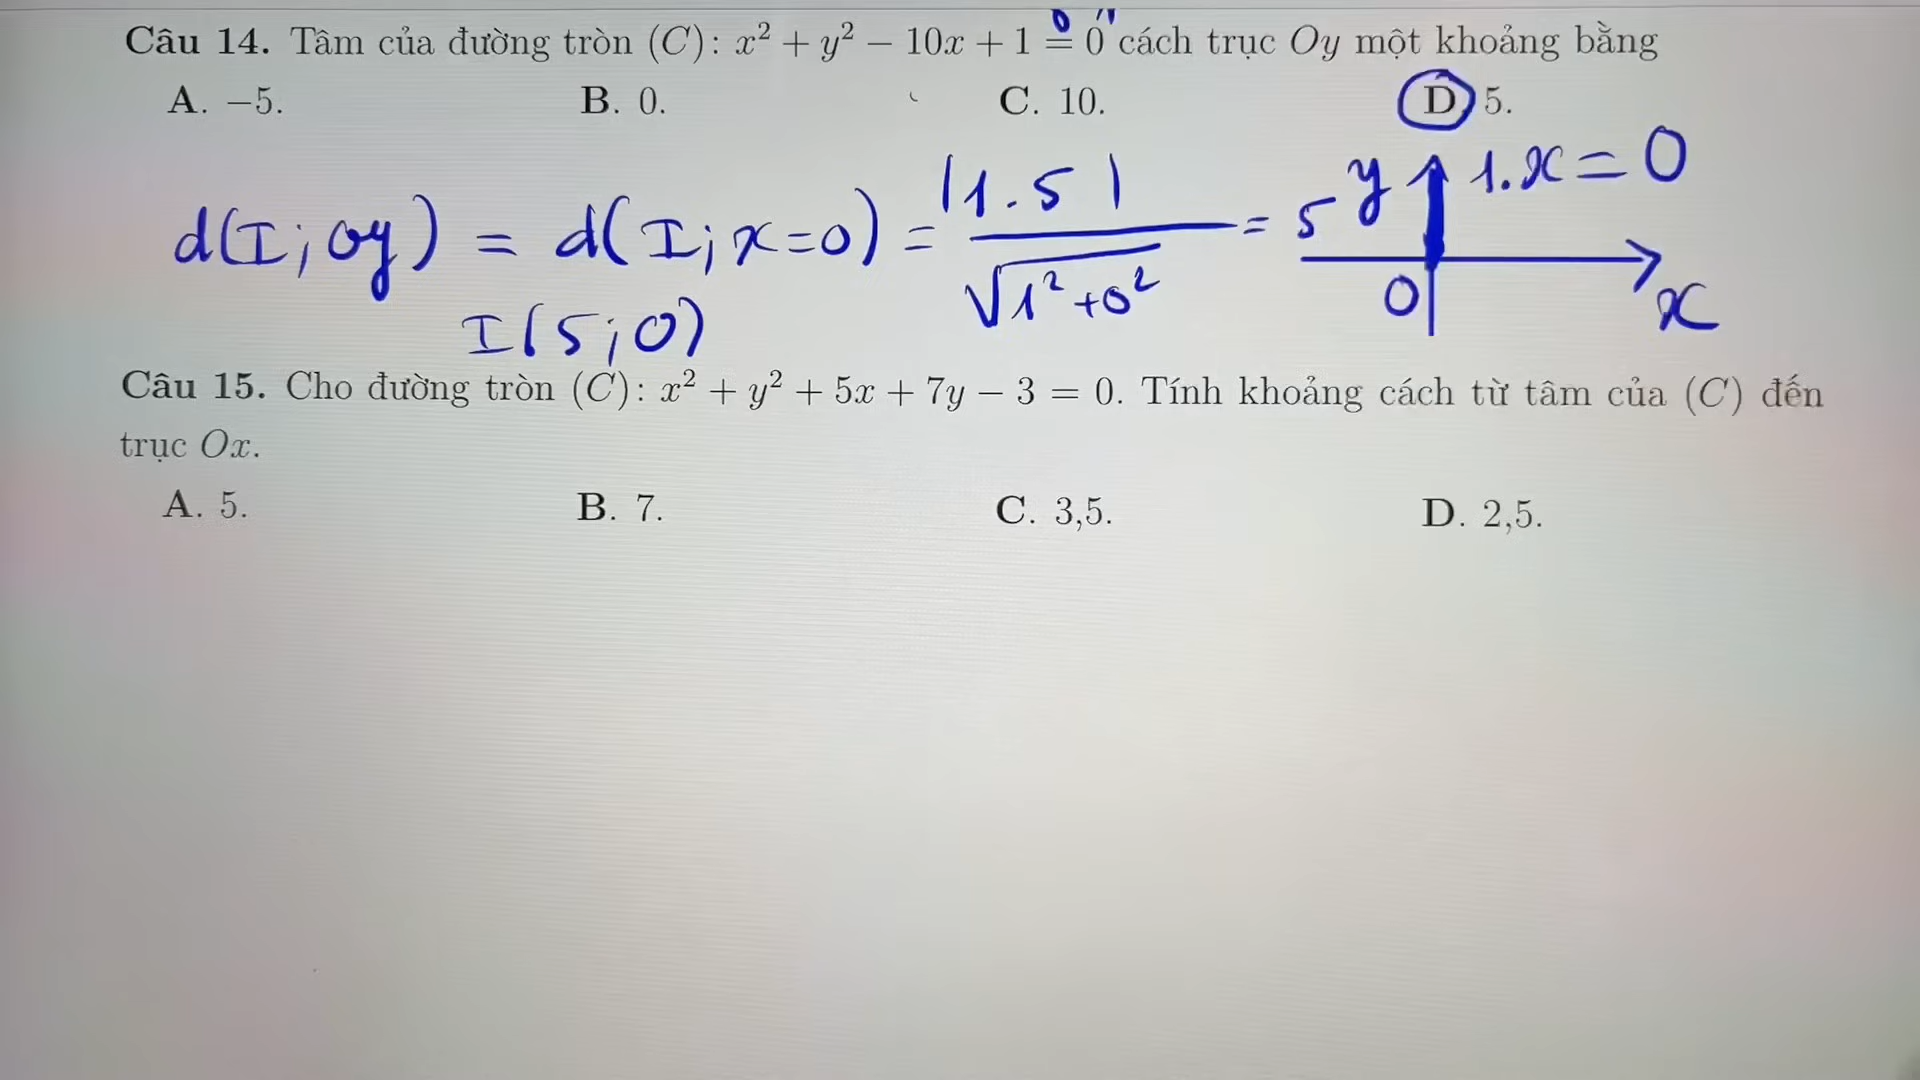 Câu 14. Tâm của đường tròn (C): x² + y² − 10x + 1 = 0 cách trục Oy một khoảng bằng
A. −5. B. 0. C. 10. D. 5.
d(I; Oy) = d(I; x=0) = |1.5| / √1²+0² = 5
y 1.x = 0
O x
I(5;0)
Câu 15. Cho đường tròn (C): x² + y² + 5x + 7y − 3 = 0. Tính khoảng cách từ tâm của (C) đến
trục Ox.
A. 5. B. 7. C. 3,5. D. 2,5.